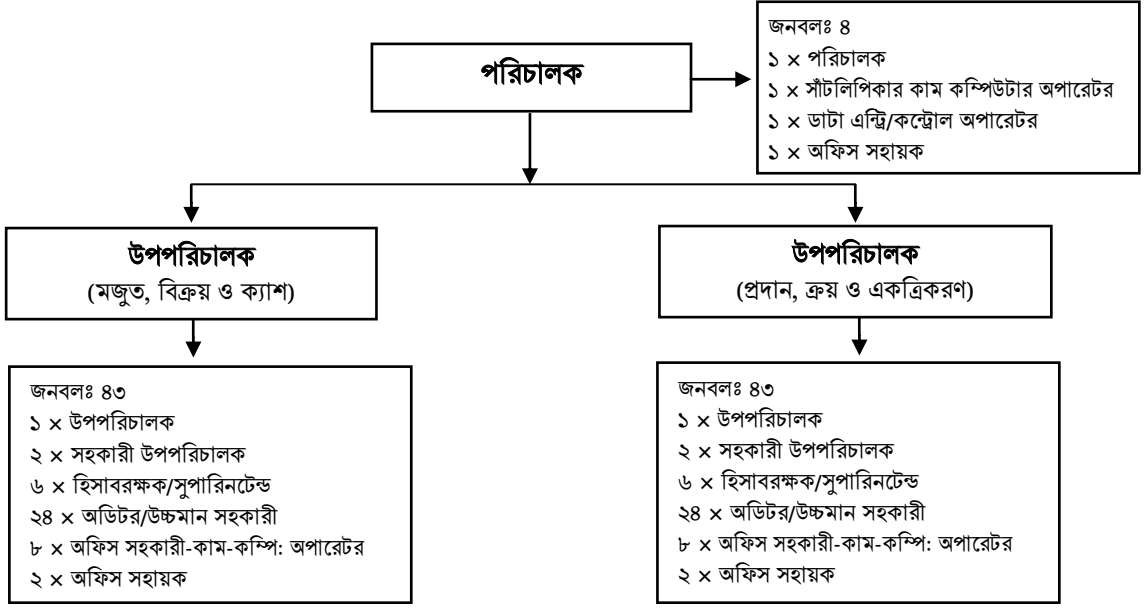 জনবলঃ ৪
১ × পরিচালক
১ × সাঁটলিপিকার কাম কম্পিউটার অপারেটর
১ × ডাটা এন্ট্রি/কন্ট্রোল অপারেটর
১ × অফিস সহায়ক
পরিচালক
উপপরিচালক
(মজুত, বিক্রয় ও ক্যাশ)
উপপরিচালক
(প্রদান, ক্রয় ও একত্রিকরণ)
জনবলঃ ৪৩
১ × উপপরিচালক
২ × সহকারী উপপরিচালক
৬ × হিসাবরক্ষক/সুপারিনটেন্ড
২৪ × অডিটর/উচ্চমান সহকারী
৮ × অফিস সহকারী-কাম-কম্পি: অপারেটর
২ × অফিস সহায়ক
জনবলঃ ৪৩
১ × উপপরিচালক
২ × সহকারী উপপরিচালক
৬ × হিসাবরক্ষক/সুপারিনটেন্ড
২৪ × অডিটর/উচ্চমান সহকারী
৮ × অফিস সহকারী-কাম-কম্পি: অপারেটর
২ × অফিস সহায়ক